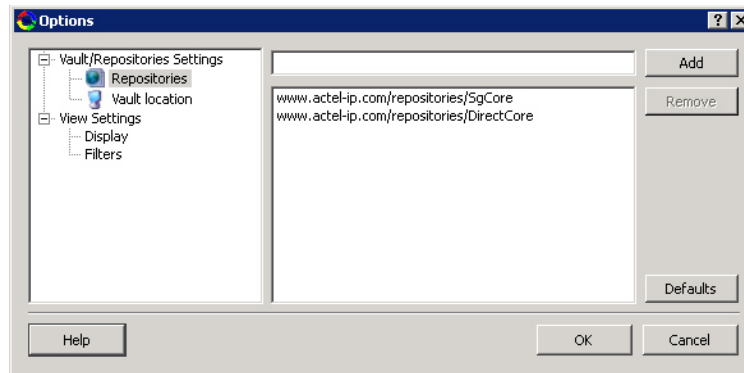 Options
Vault/Repositories Settings
Repositories
Vault location
View Settings
Display
Filters
Add
www.actel-ip.com/repositories/SgCore
www.actel-ip.com/repositories/DirectCore
Remove
Defaults
Help
OK
Cancel